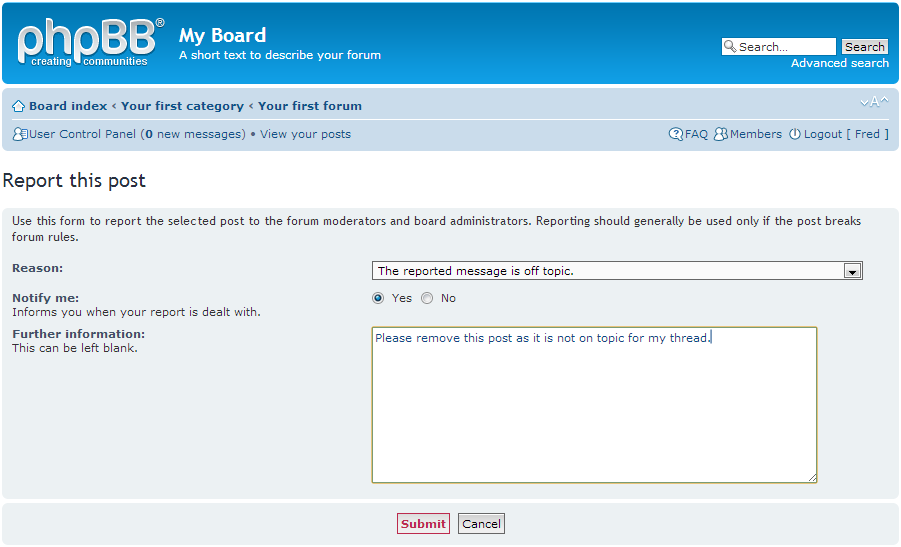 phpBB®
creating communities
My Board
A short text to describe your forum
Search...
Search
Advanced search
Board index ‹ Your first category ‹ Your first forum
A
User Control Panel (0 new messages) • View your posts
FAQ Members Logout [ Fred ]
Report this post
Use this form to report the selected post to the forum moderators and board administrators. Reporting should generally be used only if the post breaks
forum rules.
Reason:
The reported message is off topic.
Notify me:
Yes No
Informs you when your report is dealt with.
Further information:
This can be left blank.
Please remove this post as it is not on topic for my thread.
Submit Cancel